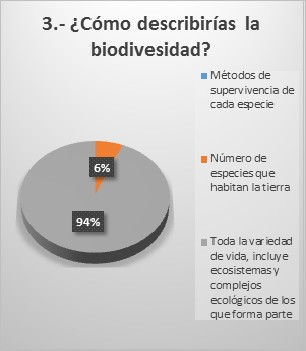 3.- ¿Cómo describirías la
biodivesidad?
Métodos de
supervivencia de
cada especie
6%
Número de
especies que
habitan la tierra
94%
Toda la variedad
de vida, incluye
ecosistemas y
complejos
ecológicos de los
que forma parte